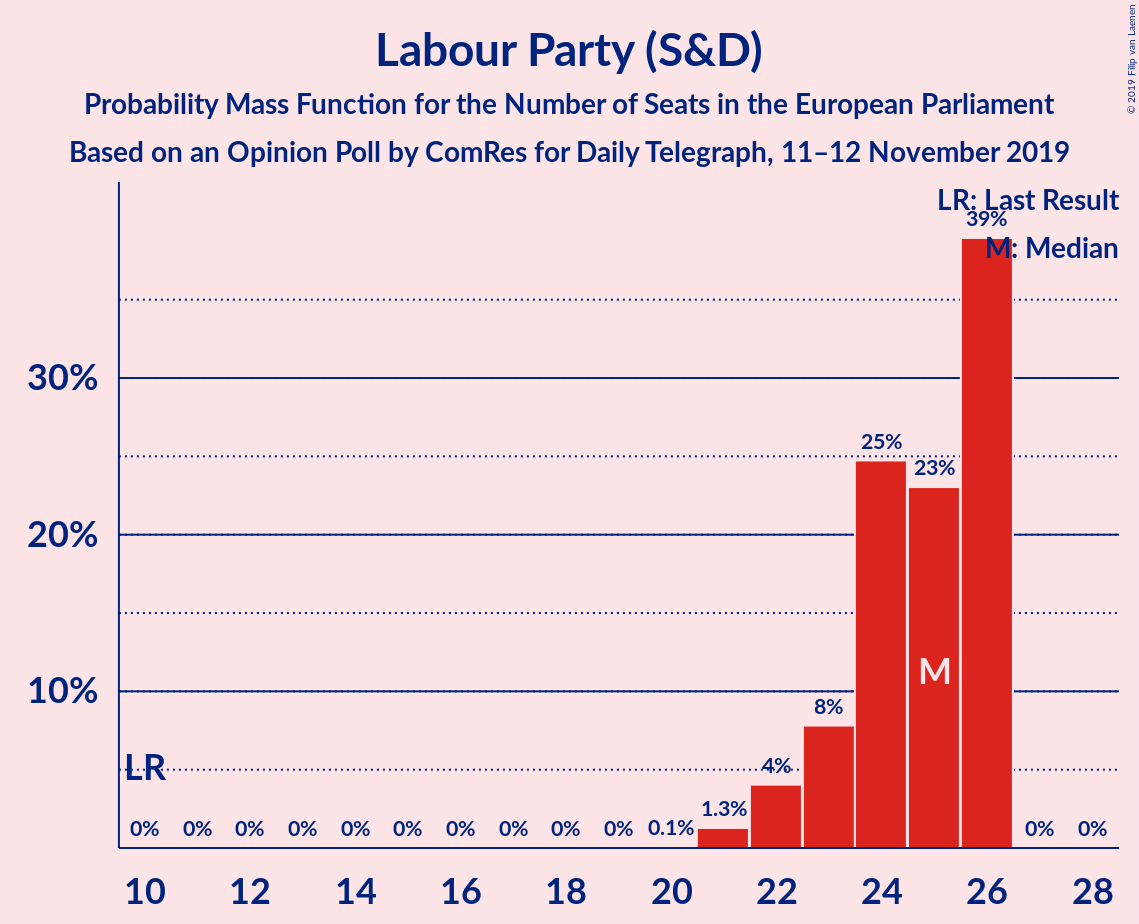 Labour Party (S&D)
Probability Mass Function for the Number of Seats in the European Parliament
Based on an Opinion Poll by ComRes for Daily Telegraph, 11–12 November 2019
© 2019 Filip van Laenen
LR: Last Result
M: Median
39%
30%
25%
23%
20%
M
10%
8%
LR
4%
1.3%
0% 0% 0% 0% 0% 0% 0% 0% 0% 0% 0.1% 0% 0%
10 12 14 16 18 20 22 24 26 28